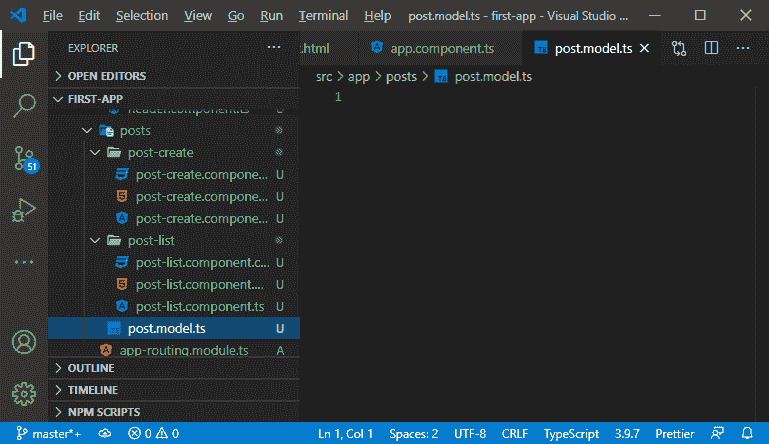 File Edit Selection View Go Run Terminal Help post.model.ts - first-app - Visual Studio ...
EXPLORER
.html app.component.ts post.model.ts
OPEN EDITORS
src > app > posts > post.model.ts
FIRST-APP
1
header.component.ts
posts
post-create
post-create.compone... U
post-create.compone... U
post-create.compone... U
51
post-list
post-list.component.c... U
post-list.component.... U
post-list.component.ts U
post.model.ts U
app-routing.module.ts A
OUTLINE
TIMELINE
NPM SCRIPTS
master*+ 0 0 Ln 1, Col 1 Spaces: 2 UTF-8 CRLF TypeScript 3.9.7 Prettier